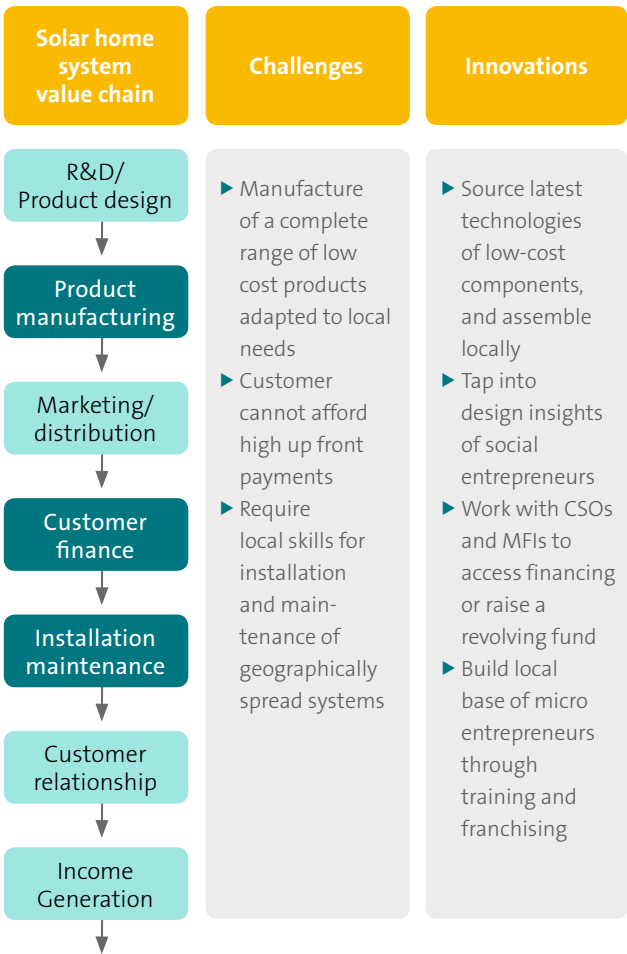 Solar home
system
value chain
Challenges
Innovations
R&D/
Product design
Product
manufacturing
Marketing/
distribution
Customer
finance
Installation
maintenance
Customer
relationship
Income
Generation
Manufacture
of a complete
range of low
cost products
adapted to local
needs
Customer
cannot afford
high up front
payments
Require
local skills for
installation
and main-
tenance of
geographically
spread systems
Source latest
technologies
of low-cost
components,
and assemble
locally
Tap into
design insights
of social
entrepreneurs
Work with CSOs
and MFIs to
access financing
or raise a
revolving fund
Build local
base of micro
entrepreneurs
through
training and
franchising